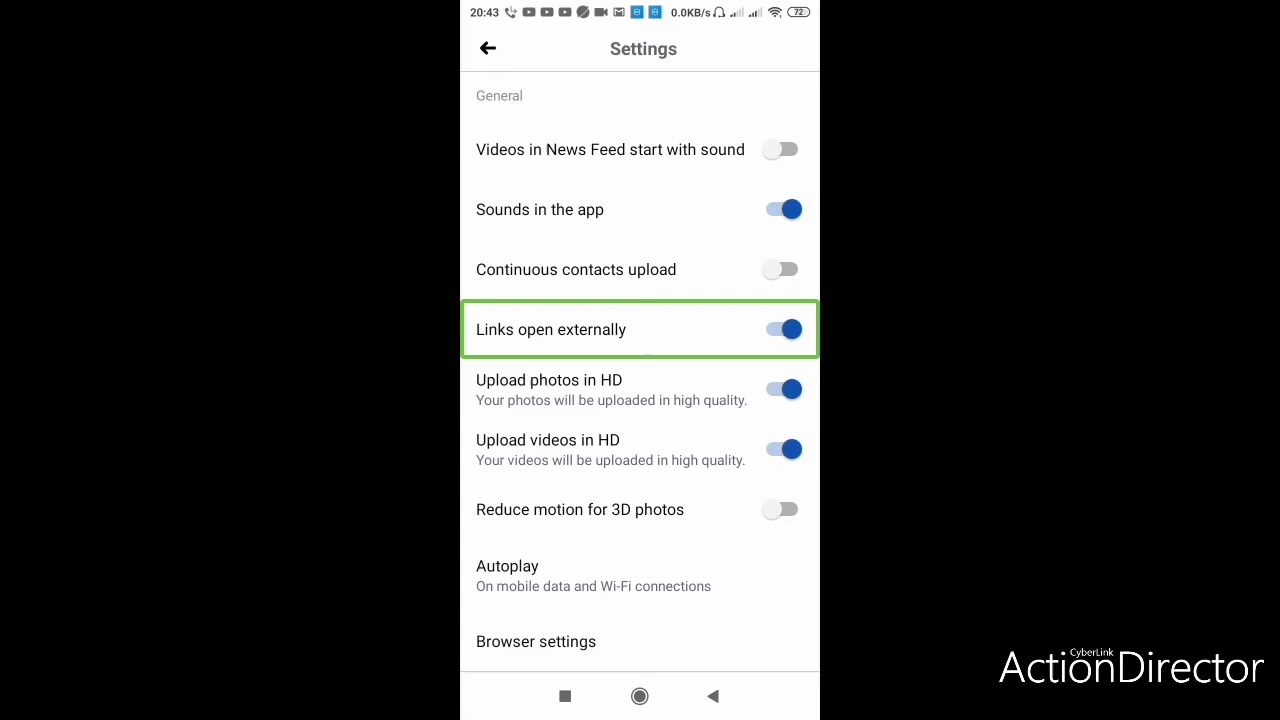 20:43 0.0KB/s 72
Settings
General
Videos in News Feed start with sound
Sounds in the app
Continuous contacts upload
Links open externally
Upload photos in HD
Your photos will be uploaded in high quality.
Upload videos in HD
Your videos will be uploaded in high quality.
Reduce motion for 3D photos
Autoplay
On mobile data and Wi-Fi connections
Browser settings
CyberLink
ActionDirector